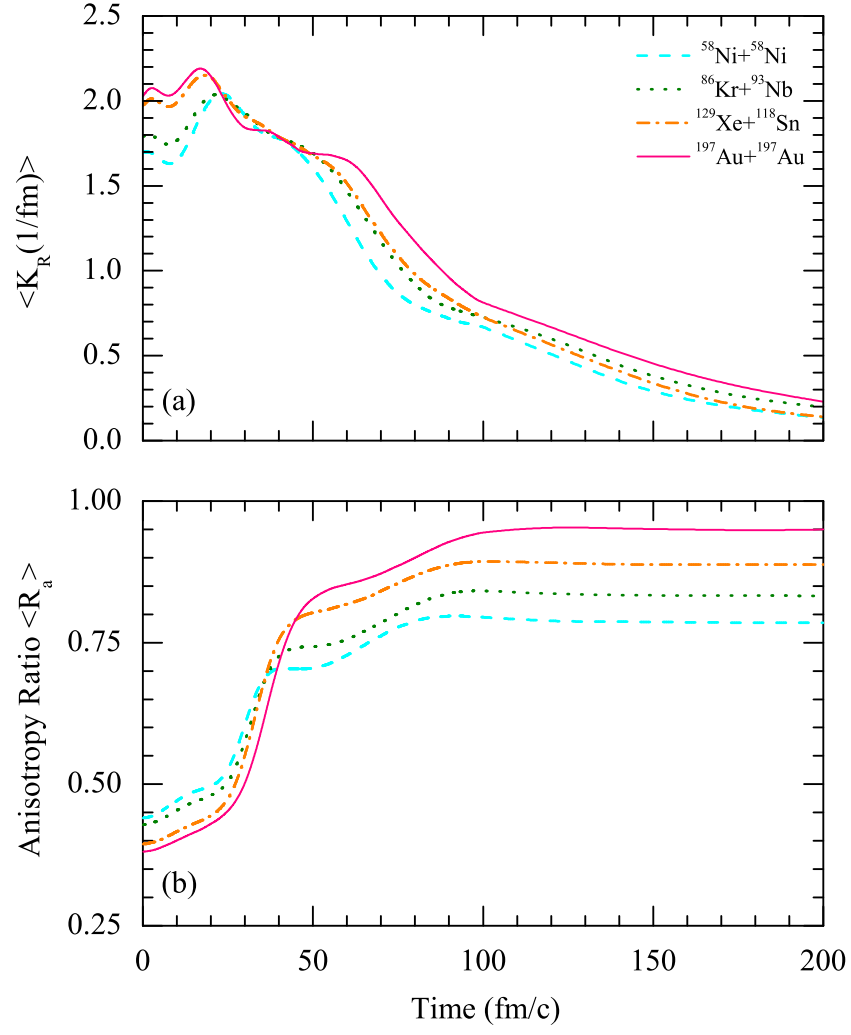 2.5
2.0
1.5
1.0
0.5
0.0
<K_R(1/fm)>
⁵⁸Ni+⁵⁸Ni
⁸⁶Kr+⁹³Nb
¹²⁹Xe+¹¹⁸Sn
¹⁹⁷Au+¹⁹⁷Au
(a)
1.00
0.75
0.50
0.25
Anisotropy Ratio <R_a>
(b)
0 50 100 150 200
Time (fm/c)